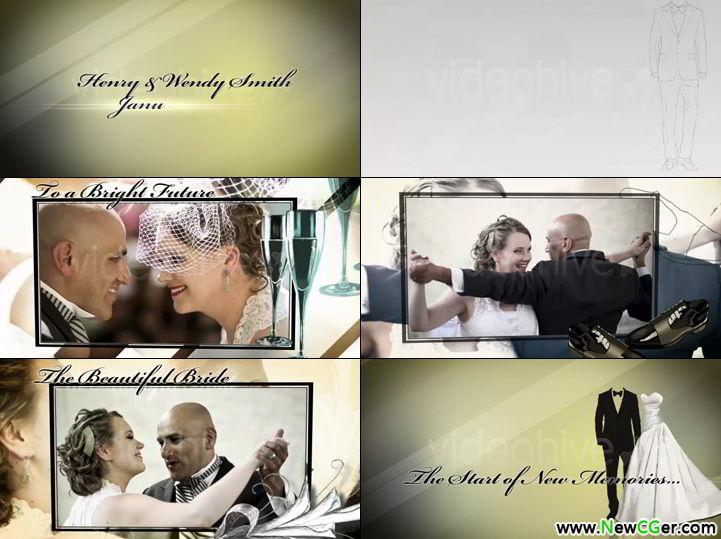 Henry & Wendy Smith
Janu
videohive
To a Bright Future
The Beautiful Bride
videohive
The Start of New Memories...
www.NewCGer.com